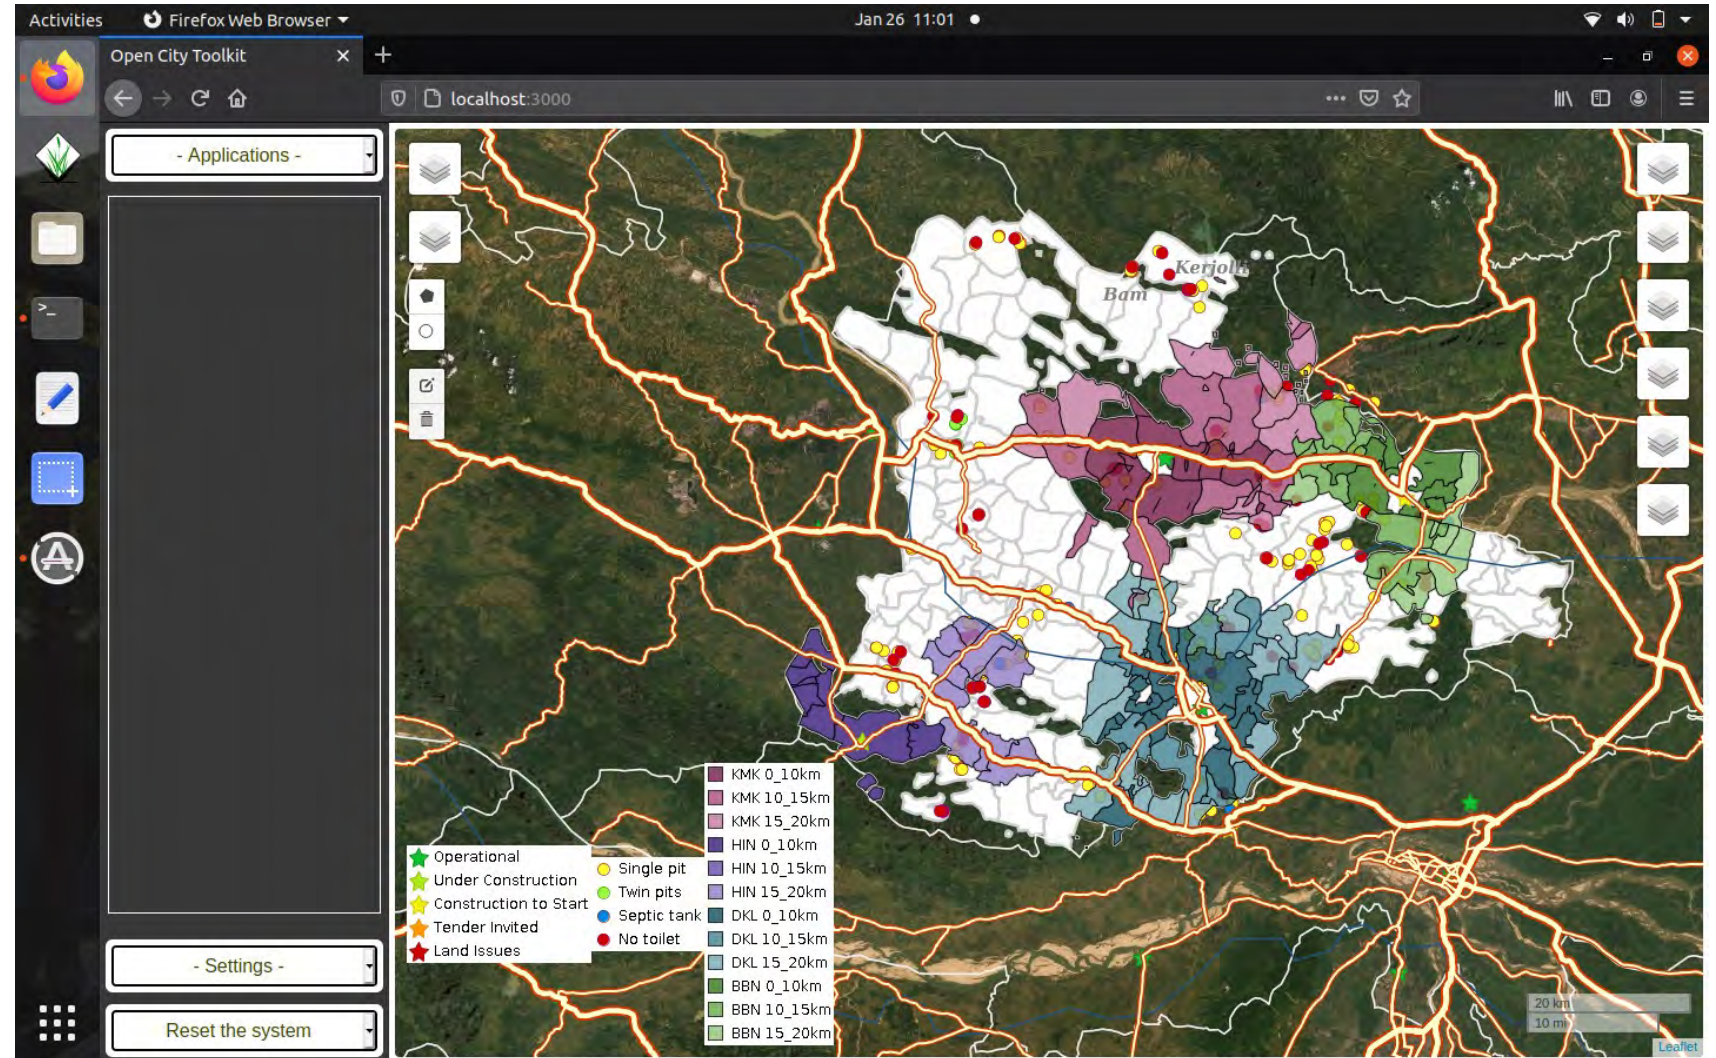 Activities
Firefox Web Browser
Jan 26 11:01
Open City Toolkit
localhost:3000
- Applications -
Kerjolli
Bam
KMK 0_10km
KMK 10_15km
KMK 15_20km
HIN 0_10km
HIN 10_15km
HIN 15_20km
DKL 0_10km
DKL 10_15km
DKL 15_20km
BBN 0_10km
BBN 10_15km
BBN 15_20km
Operational
Under Construction
Construction to Start
Tender Invited
Land Issues
Single pit
Twin pits
Septic tank
No toilet
- Settings -
Reset the system
20 km
10 mi
Leaflet